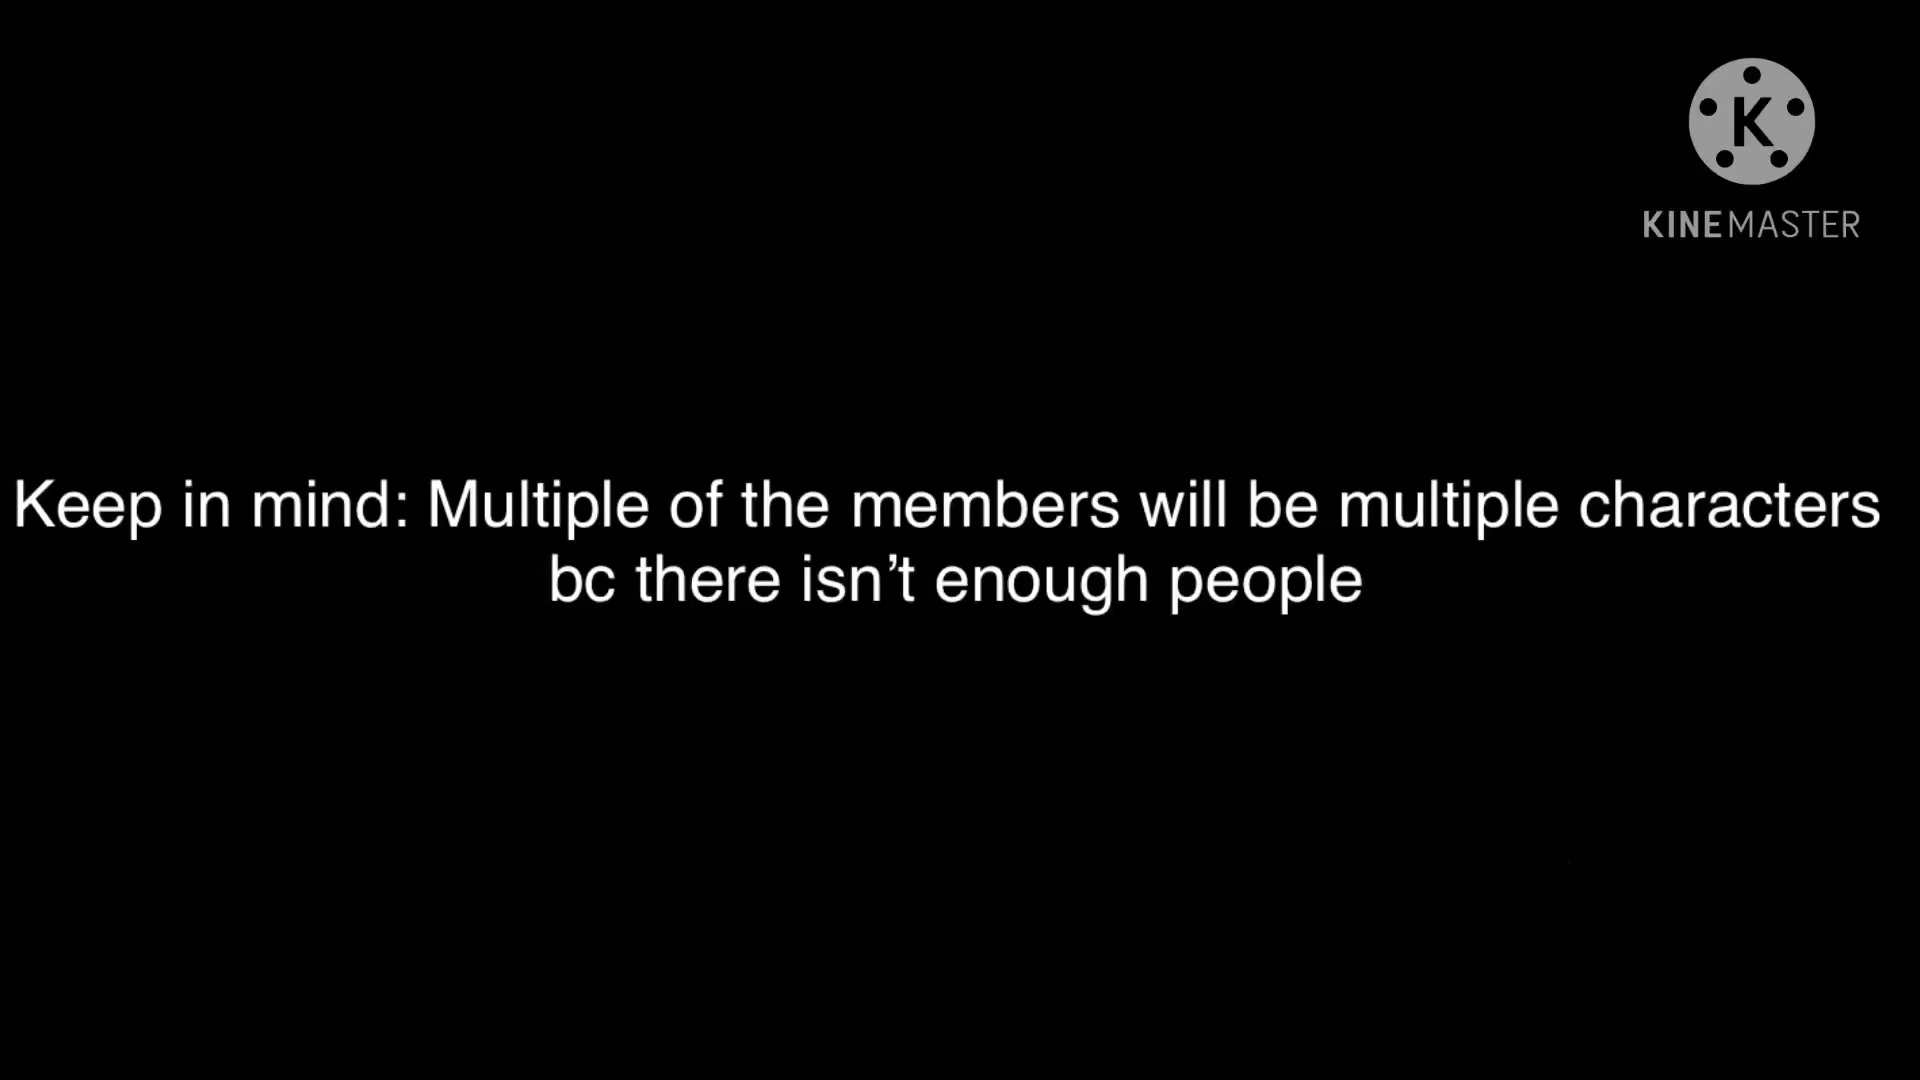 K
KINEMASTER
Keep in mind: Multiple of the members will be multiple characters
bc there isn’t enough people